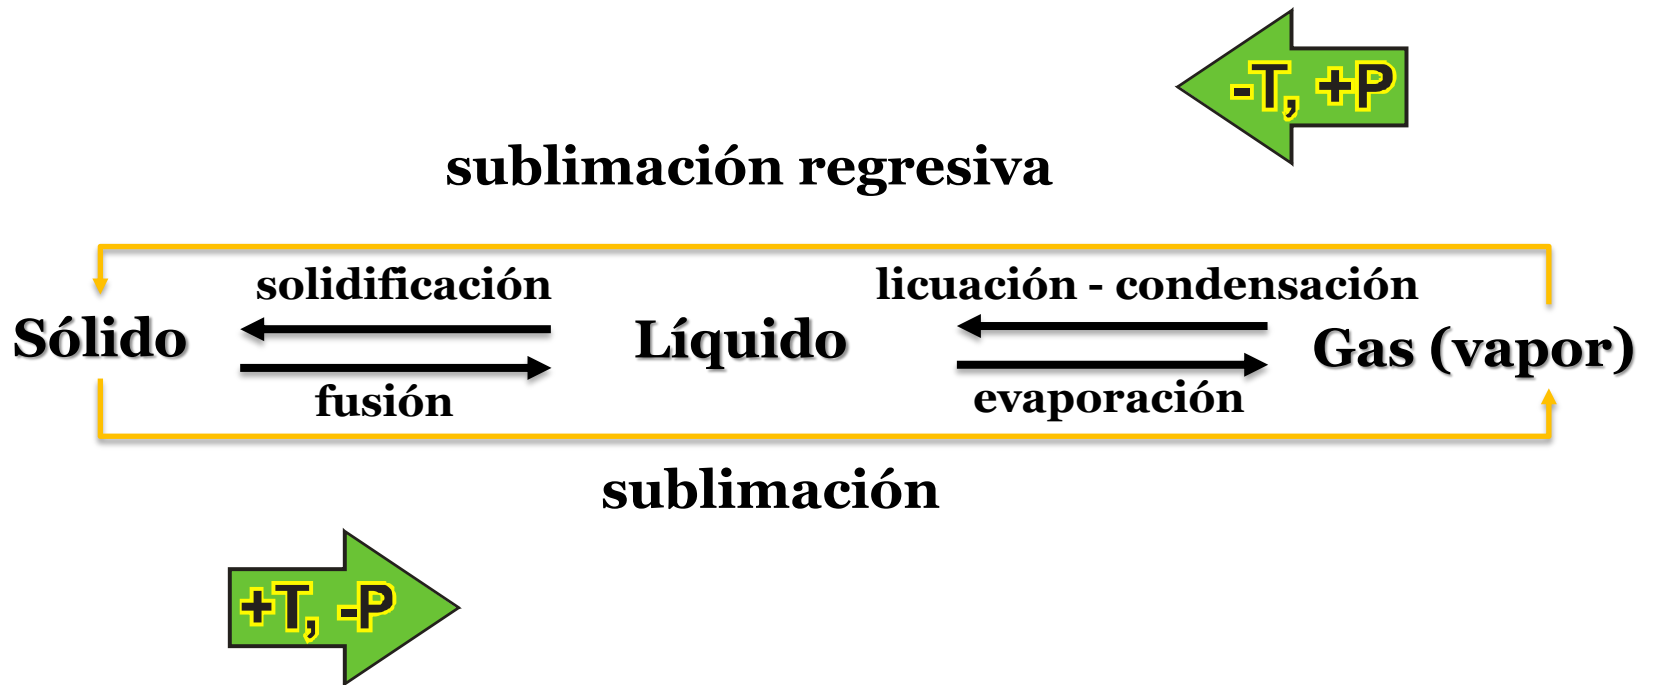 -T, +P
sublimación regresiva
solidificación
licuación - condensación
Sólido
Líquido
Gas (vapor)
fusión
evaporación
sublimación
+T, -P